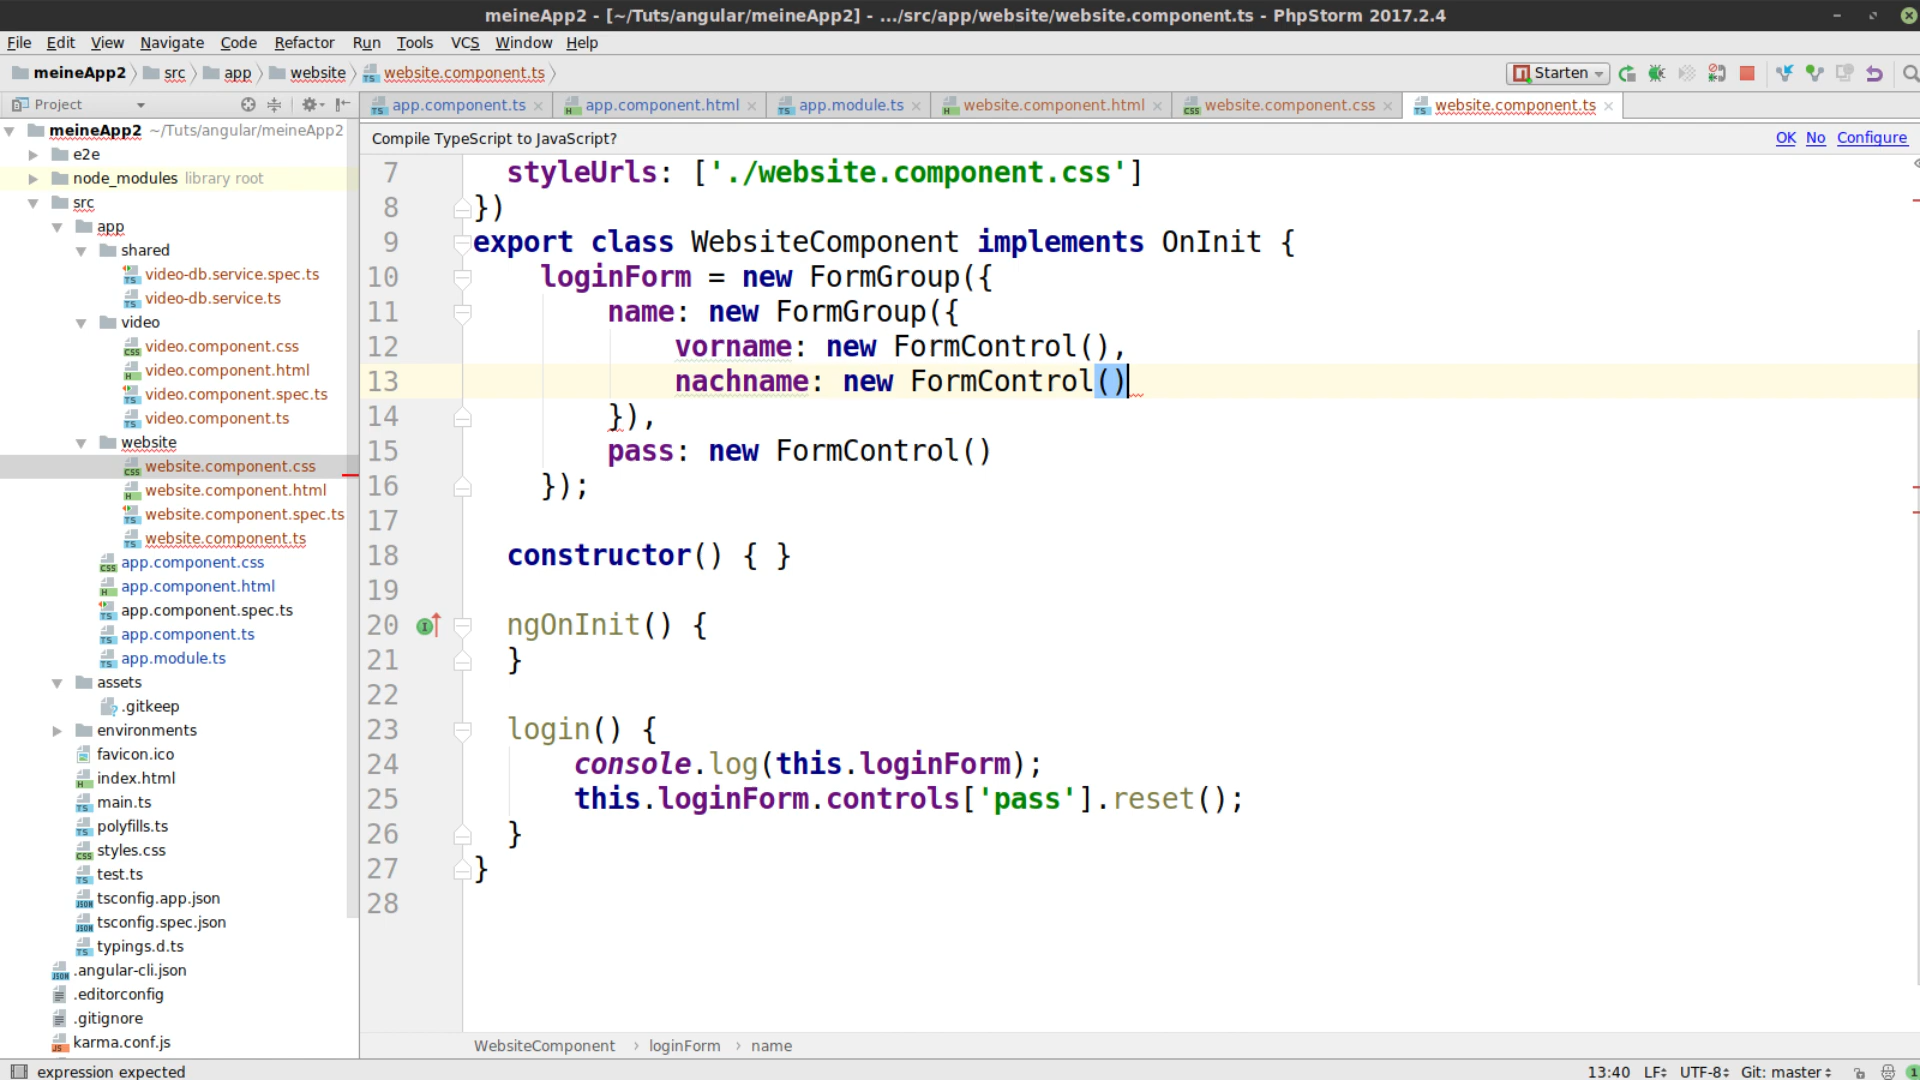 meineApp2 - [~/Tuts/angular/meineApp2] - .../src/app/website/website.component.ts - PhpStorm 2017.2.4
File Edit View Navigate Code Refactor Run Tools VCS Window Help
meineApp2 src app website website.component.ts Starten
Project app.component.ts app.component.html app.module.ts website.component.html website.component.css website.component.ts
Compile TypeScript to JavaScript? OK No Configure
meineApp2 ~/Tuts/angular/meineApp2
e2e
node_modules library root
src
app
shared
video-db.service.spec.ts
video-db.service.ts
video
video.component.css
video.component.html
video.component.spec.ts
video.component.ts
website
website.component.css
website.component.html
website.component.spec.ts
website.component.ts
app.component.css
app.component.html
app.component.spec.ts
app.component.ts
app.module.ts
assets
.gitkeep
environments
favicon.ico
index.html
main.ts
polyfills.ts
styles.css
test.ts
tsconfig.app.json
tsconfig.spec.json
typings.d.ts
.angular-cli.json
.editorconfig
.gitignore
karma.conf.js
7 styleUrls: ['./website.component.css']
8 })
9 export class WebsiteComponent implements OnInit {
10 loginForm = new FormGroup({
11 name: new FormGroup({
12 vorname: new FormControl(),
13 nachname: new FormControl()
14 }),
15 pass: new FormControl()
16 });
17
18 constructor() { }
19
20 ngOnInit() {
21 }
22
23 login() {
24 console.log(this.loginForm);
25 this.loginForm.controls['pass'].reset();
26 }
27 }
28
WebsiteComponent › loginForm › name
expression expected 13:40 LF UTF-8 Git: master 1